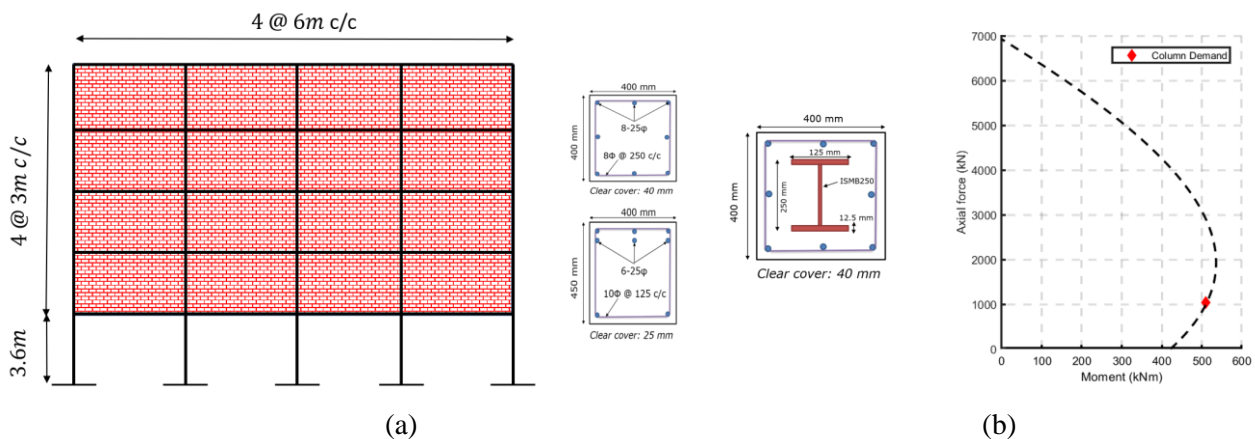 4 @ 6m c/c
4 @ 3m c/c
3.6m
400 mm
400 mm
8-25φ
8Φ @ 250 c/c
Clear cover: 40 mm
400 mm
450 mm
6-25φ
10Φ @ 125 c/c
Clear cover: 25 mm
400 mm
400 mm
125 mm
ISMB250
250 mm
12.5 mm
Clear cover: 40 mm
(a)
7000
6000
5000
4000
3000
2000
1000
0
Axial force (kN)
Column Demand
0 100 200 300 400 500 600
Moment (kNm)
(b)